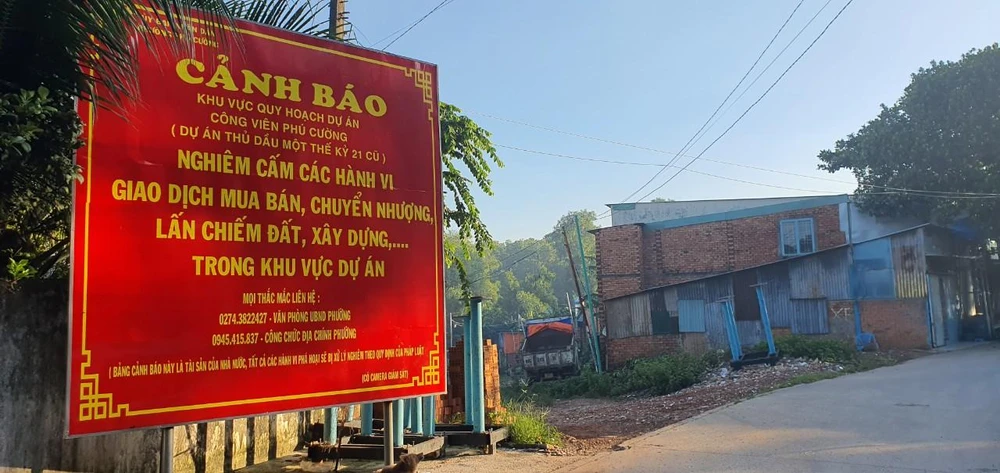 CẢNH BÁO
KHU VỰC QUY HOẠCH DỰ ÁN
CÔNG VIÊN PHÚ CƯỜNG
( DỰ ÁN THỦ DẦU MỘT THẾ KỶ 21 CŨ )
NGHIÊM CẤM CÁC HÀNH VI
GIAO DỊCH MUA BÁN, CHUYỂN NHƯỢNG,
LẤN CHIẾM ĐẤT, XÂY DỰNG,....
TRONG KHU VỰC DỰ ÁN
MỌI THẮC MẮC LIÊN HỆ :
0274.3822427 - VĂN PHÒNG UBND PHƯỜNG
0945.415.837 - CÔNG CHỨC ĐỊA CHÍNH PHƯỜNG
( BẢNG CẢNH BÁO NÀY LÀ TÀI SẢN CỦA NHÀ NƯỚC, TẤT CẢ CÁC HÀNH VI PHÁ HOẠI SẼ BỊ XỬ LÝ NGHIÊM THEO QUY ĐỊNH CỦA PHÁP LUẬT )
(CÓ CAMERA GIÁM SÁT)